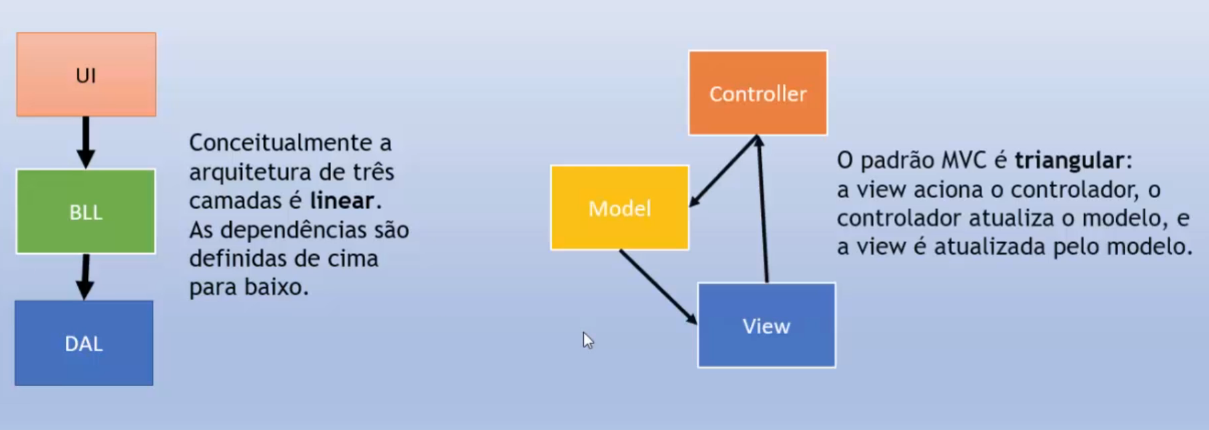 UI
BLL
DAL
Conceitualmente a
arquitetura de três
camadas é linear.
As dependências são
definidas de cima
para baixo.
Controller
Model
View
O padrão MVC é triangular:
a view aciona o controlador, o
controlador atualiza o modelo, e
a view é atualizada pelo modelo.